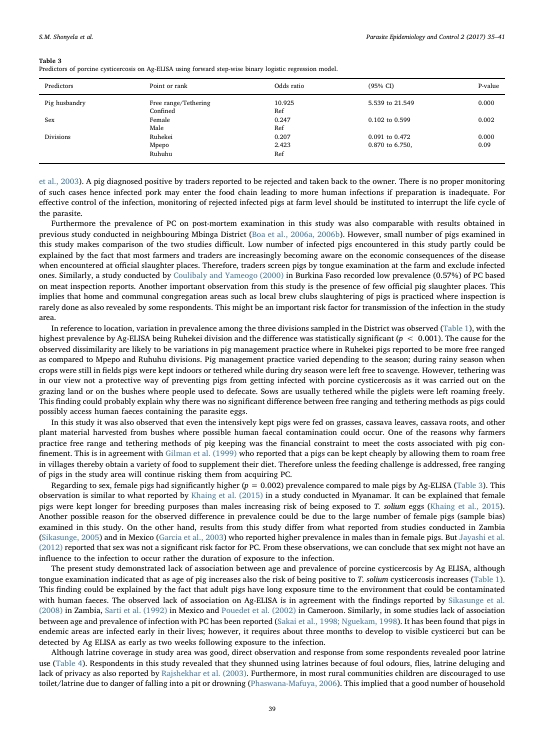 S.M. Shonyela et al.
Parasite Epidemiology and Control 2 (2017) 35–41
Table 3
Predictors of porcine cysticercosis on Ag-ELISA using forward step-wise binary logistic regression model.
Predictors Point or rank Odds ratio (95% CI) P-value
Pig husbandry Free range/Tethering 10.925 5.539 to 21.549 0.000
Confined Ref
Sex Female 0.247 0.102 to 0.599 0.002
Male Ref
Divisions Ruhekei 0.207 0.091 to 0.472 0.000
Mpepo 2.423 0.870 to 6.750, 0.09
Ruhuhu Ref
et al., 2003). A pig diagnosed positive by traders reported to be rejected and taken back to the owner. There is no proper monitoring
of such cases hence infected pork may enter the food chain leading to more human infections if preparation is inadequate. For
effective control of the infection, monitoring of rejected infected pigs at farm level should be instituted to interrupt the life cycle of
the parasite.
Furthermore the prevalence of PC on post-mortem examination in this study was also comparable with results obtained in
previous study conducted in neighbouring Mbinga District (Boa et al., 2006a, 2006b). However, small number of pigs examined in
this study makes comparison of the two studies difficult. Low number of infected pigs encountered in this study partly could be
explained by the fact that most farmers and traders are increasingly becoming aware on the economic consequences of the disease
when encountered at official slaughter places. Therefore, traders screen pigs by tongue examination at the farm and exclude infected
ones. Similarly, a study by Coulibaly and Yameogo (2000) in Burkina Faso recorded low prevalence (0.57%) of PC based
on meat inspection reports. Another important observation from this study is the presence of few official pig slaughter places. This
implies that home and communal congregation areas such as local brew clubs slaughtering of pigs is practiced where inspection is
rarely done as also revealed by some respondents. This might be an important risk factor for transmission of the infection in the study
area.
In reference to location, variation in prevalence among the three divisions sampled in the District was observed (Table 1), with the
highest prevalence by Ag-ELISA being Ruhekei division and the difference was statistically significant (p < 0.001). The cause for the
observed dissimilarity are likely to be variations in pig management practice where in Ruhekei pigs reported to be more free ranged
as compared to Mpepo and Ruhuhu divisions. Pig management practice varied depending to the season; during rainy season when
crops were still in fields pigs were kept indoors or tethered while during dry season were left free to scavenge. However, tethering was
in our view not a protective way of preventing pigs from getting infected with porcine cysticercosis as it was carried out on the
grazing land or on the bushes where people used to defecate. Sows are usually tethered while the piglets were left roaming freely.
This finding could probably explain why there was no significant difference between free ranging and tethering methods as pigs could
possibly access human faeces containing the parasite eggs.
In this study it was also observed that even the intensively kept pigs were fed on grasses, cassava leaves, cassava roots, and other
plant material harvested from bushes where possible human faecal contamination could occur. One of the reasons why farmers
practice free range and tethering methods of pig keeping was the financial constraint to meet the costs associated with pig con-
finement. This is in agreement with Gilman et al. (1999) who reported that a pigs can be kept cheaply by allowing them to roam free
in villages thereby obtain a variety of food to supplement their diet. Therefore unless the feeding challenge is addressed, free ranging
of pigs in the study area will continue risking them from acquiring PC.
Regarding to sex, female pigs had significantly higher (p = 0.002) prevalence compared to male pigs by Ag-ELISA (Table 3). This
observation is similar to what reported by Khaing et al. (2015) in a study conducted in Myanamar. It can be explained that female
pigs were kept longer for breeding purposes than males increasing risk of being exposed to T. solium eggs (Khaing et al., 2015).
Another possible reason for the observed difference in prevalence could be due to the large number of female pigs (sample bias)
examined in this study. On the other hand, results from this study differ from what reported from studies conducted in Zambia
(Sikasunge, 2005) and in Mexico (Garcia et al., 2003) who reported higher prevalence in males than in female pigs. But Jayashi et al.
(2012) reported that sex was not a significant risk factor for PC. From these observations, we can conclude that sex might not have an
influence to the infection to occur rather the duration of exposure to the infection.
The present study demonstrated lack of association between age and prevalence of porcine cysticercosis by Ag ELISA, although
tongue examination indicated that as age of pig increases also the risk of being positive to T. solium cysticercosis increases (Table 1).
This finding could be explained by the fact that adult pigs have long exposure time to the environment that could be contaminated
with human faeces. The observed lack of association on Ag-ELISA is in agreement with the findings reported by Sikasunge et al.
(2008) in Zambia, Sarti et al. (1992) in Mexico and Pouedet et al. (2002) in Cameroon. Similarly, in some studies lack of association
between age and prevalence of infection with PC has been reported (Sakai et al., 1998; Nguekam, 1998). It has been found that pigs in
endemic areas are infected early in their lives; however, it requires about three months to develop to visible cysticerci but can be
detected by Ag ELISA as early as two weeks following exposure to the infection.
Although latrine coverage in study area was good, direct observation and response from some respondents revealed poor latrine
use (Table 4). Respondents in this study revealed that they shunned using latrines because of foul odours, flies, latrine deluging and
lack of privacy as also reported by Rajshekhar et al. (2003). Furthermore, in most rural communities children are discouraged to use
toilet/latrine due to danger of falling into a pit or drowning (Phaswana-Mafuya, 2006). This implied that a good number of household
39